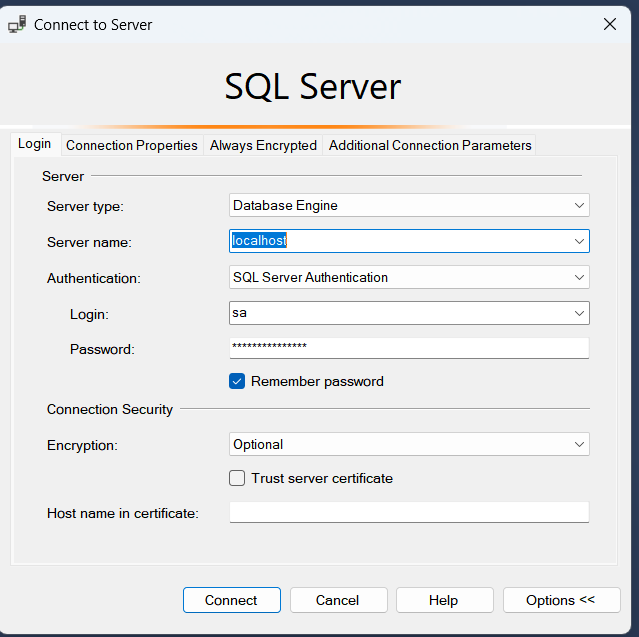 Connect to Server
SQL Server
Login Connection Properties Always Encrypted Additional Connection Parameters
Server
Server type: Database Engine
Server name: localhost
Authentication: SQL Server Authentication
Login: sa
Password: ***************
Remember password
Connection Security
Encryption: Optional
Trust server certificate
Host name in certificate:
Connect Cancel Help Options <<